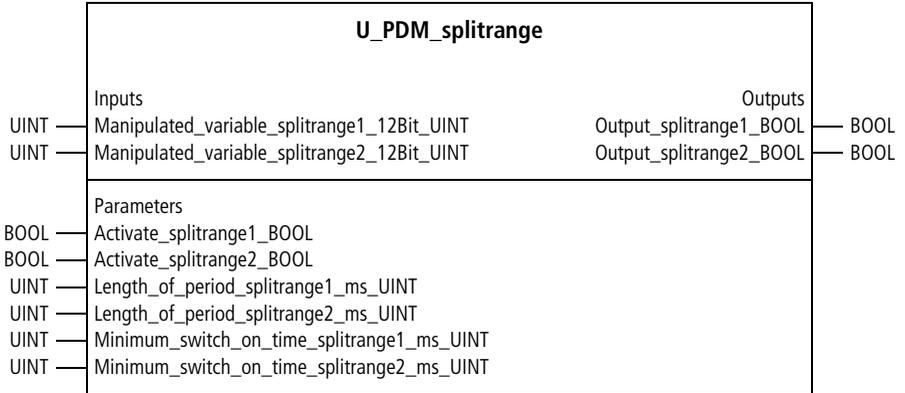 U_PDM_splitrange
Inputs Outputs
UINT Manipulated_variable_splitrange1_12Bit_UINT Output_splitrange1_BOOL BOOL
UINT Manipulated_variable_splitrange2_12Bit_UINT Output_splitrange2_BOOL BOOL
Parameters
BOOL Activate_splitrange1_BOOL
BOOL Activate_splitrange2_BOOL
UINT Length_of_period_splitrange1_ms_UINT
UINT Length_of_period_splitrange2_ms_UINT
UINT Minimum_switch_on_time_splitrange1_ms_UINT
UINT Minimum_switch_on_time_splitrange2_ms_UINT